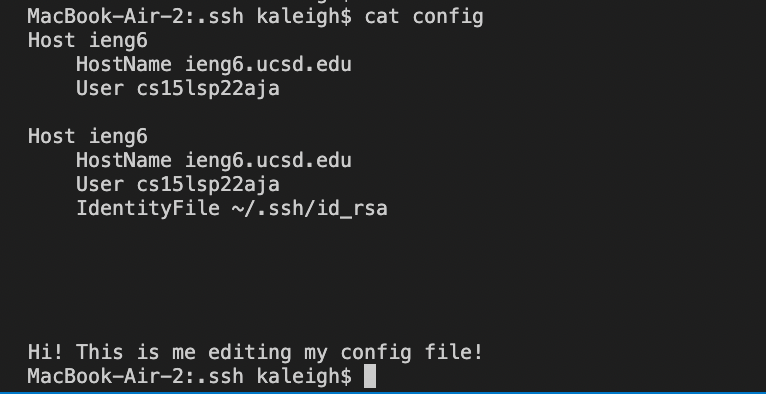 MacBook-Air-2:.ssh kaleigh$ cat config
Host ieng6
    HostName ieng6.ucsd.edu
    User cs15lsp22aja

Host ieng6
    HostName ieng6.ucsd.edu
    User cs15lsp22aja
    IdentityFile ~/.ssh/id_rsa

Hi! This is me editing my config file!
MacBook-Air-2:.ssh kaleigh$